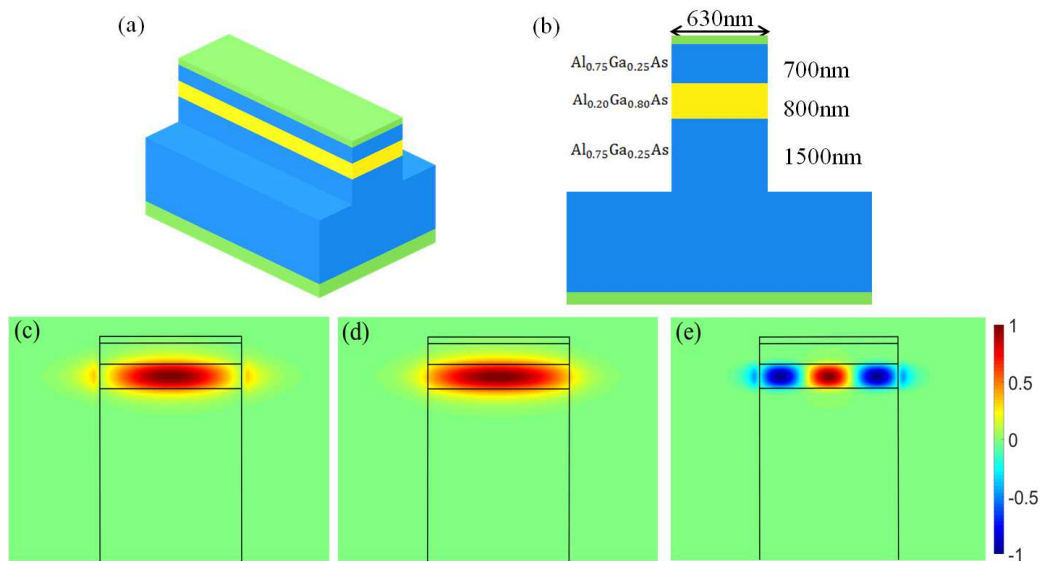 (a)
(b)
630nm
Al0.75Ga0.25As
700nm
Al0.20Ga0.80As
800nm
Al0.75Ga0.25As
1500nm
(c)
(d)
(e)
1
0.5
0
-0.5
-1